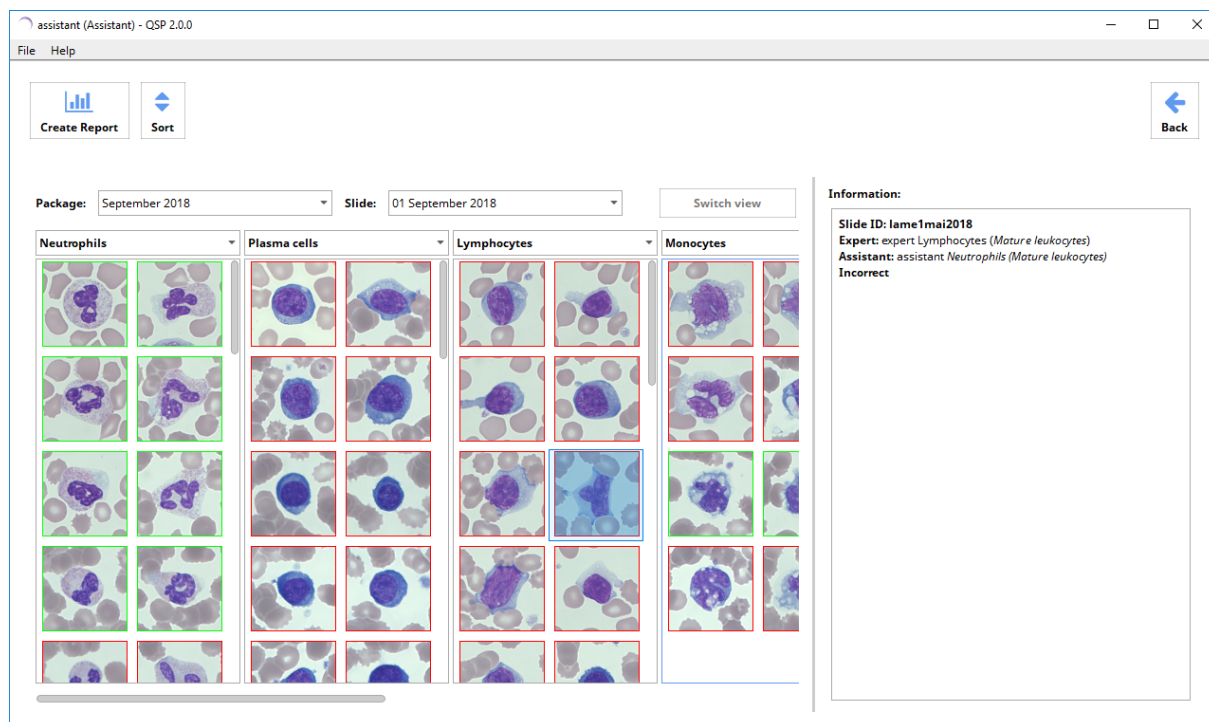 assistant (Assistant) - QSP 2.0.0
File Help
Create Report
Sort
Back
Package: September 2018 Slide: 01 September 2018 Switch view
Neutrophils Plasma cells Lymphocytes Monocytes
Information:
Slide ID: lame1mai2018
Expert: expert Lymphocytes (Mature leukocytes)
Assistant: assistant Neutrophils (Mature leukocytes)
Incorrect